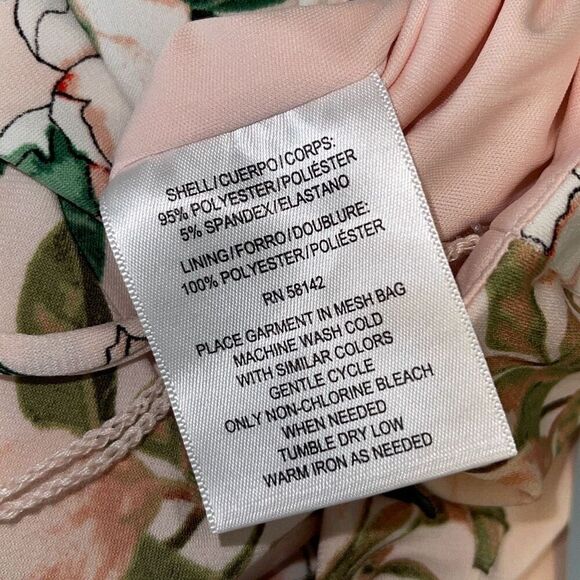 SHELL/CUERPO/CORPS:
95% POLYESTER/POLIÉSTER
5% SPANDEX/ELASTANO
LINING/FORRO/DOUBLURE:
100% POLYESTER/POLIÉSTER
RN 58142
PLACE GARMENT IN MESH BAG
MACHINE WASH COLD
WITH SIMILAR COLORS
GENTLE CYCLE
ONLY NON-CHLORINE BLEACH
WHEN NEEDED
TUMBLE DRY LOW
WARM IRON AS NEEDED